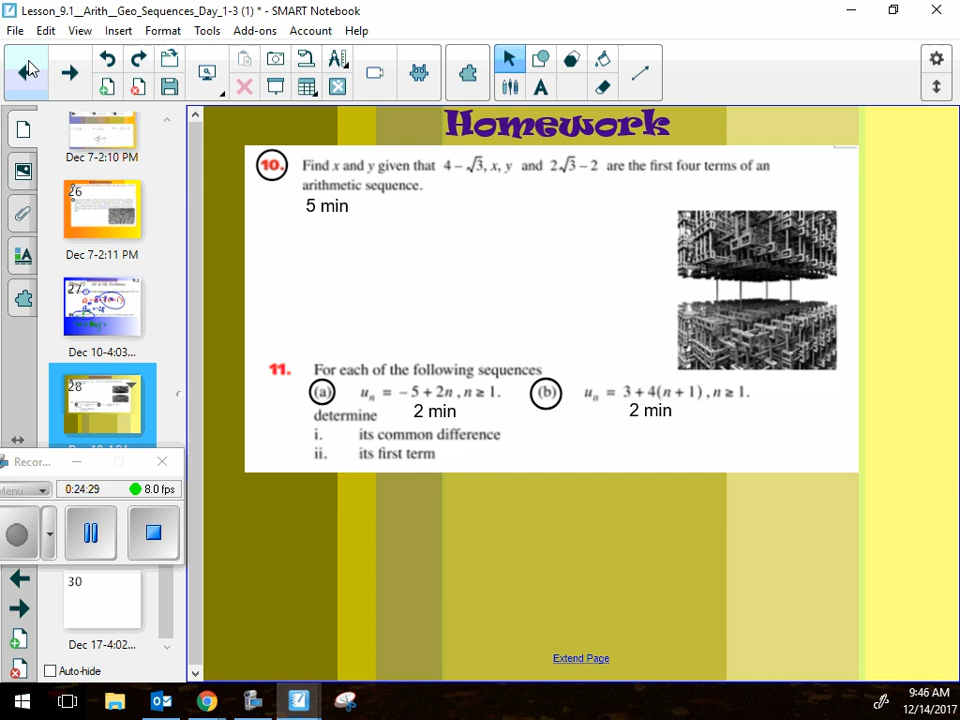 Lesson_9.1__Arith__Geo_Sequences_Day_1-3 (1) * - SMART Notebook
File Edit View Insert Format Tools Add-ons Account Help
Dec 7-2:10 PM
26
Dec 7-2:11 PM
27
Dec 10-4:03...
28
Recor...
Menu
0:24:29
8.0 fps
30
Dec 17-4:02...
Auto-hide
Homework
10. Find x and y given that 4 – √3, x, y and 2√3 – 2 are the first four terms of an
arithmetic sequence.
5 min
11. For each of the following sequences
(a) uₙ = – 5 + 2n , n ≥ 1. (b) uₙ = 3 + 4(n + 1) , n ≥ 1.
determine 2 min 2 min
i. its common difference
ii. its first term
Extend Page
9:46 AM
12/14/2017